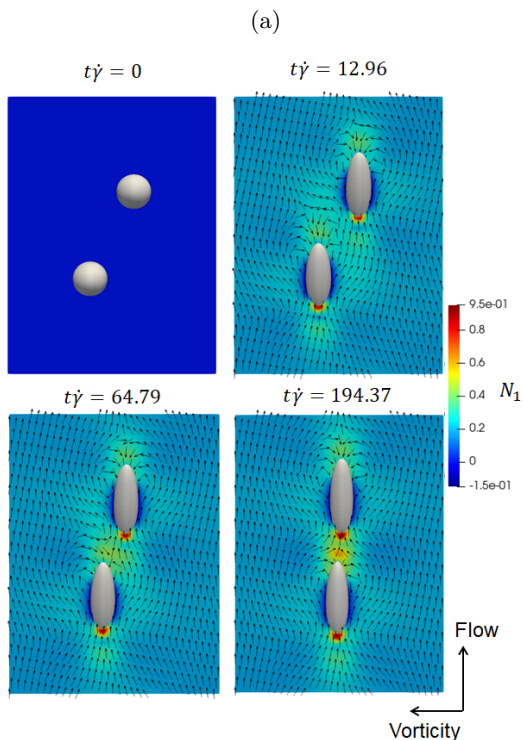 (a)
tγ̇ = 0
tγ̇ = 12.96
9.5e-01
0.8
0.6
N₁
0.4
0.2
0
-1.5e-01
tγ̇ = 64.79
tγ̇ = 194.37
Flow
Vorticity